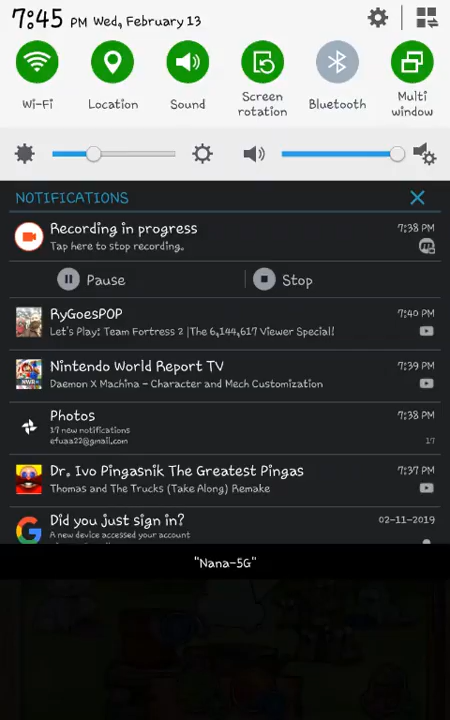 7:45 PM Wed, February 13
Wi-Fi
Location
Sound
Screen rotation
Bluetooth
Multi window
NOTIFICATIONS
Recording in progress 7:38 PM
Tap here to stop recording.
Pause Stop
RyGoesPOP 7:40 PM
Let's Play: Team Fortress 2 |The 6,144,617 Viewer Special!
Nintendo World Report TV 7:39 PM
Daemon X Machina - Character and Mech Customization
Photos 7:38 PM
17 new notifications
efuaa22@gmail.com 17
Dr. Ivo Pingasnik The Greatest Pingas 7:37 PM
Thomas and The Trucks (Take Along) Remake
Did you just sign in? 02-11-2019
A new device accessed your account
"Nana-5G"